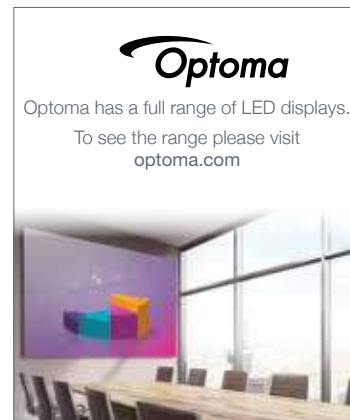 Optoma
Optoma has a full range of LED displays.
To see the range please visit
optoma.com